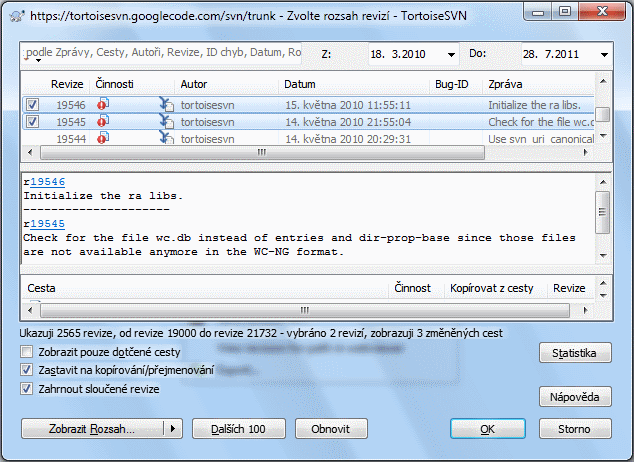 https://tortoisesvn.googlecode.com/svn/trunk - Zvolte rozsah revizí - TortoiseSVN
podle Zprávy, Cesty, Autoři, Revize, ID chyb, Datum, Ro
Z: 18. 3.2010 Do: 28. 7.2011
Revize Činnosti Autor Datum Bug-ID Zpráva
19546 tortoisesvn 15. května 2010 11:55:11 Initialize the ra libs.
19545 tortoisesvn 14. května 2010 21:55:04 Check for the file wc.d
19544 tortoisesvn 14. května 2010 20:29:31 Use svn_uri_canonical
r19546
Initialize the ra libs.
---------------------
r19545
Check for the file wc.db instead of entries and dir-prop-base since those files
are not available anymore in the WC-NG format.
Cesta Činnost Kopírovat z cesty Revize
Ukazuji 2565 revize, od revize 19000 do revize 21732 - vybráno 2 revizí, zobrazuji 3 změněných cest
Zobrazit pouze dotčené cesty
Zastavit na kopírování/přejmenování
Zahrnout sloučené revize
Statistika
Nápověda
Zobrazit Rozsah... Dalších 100 Obnovit OK Storno